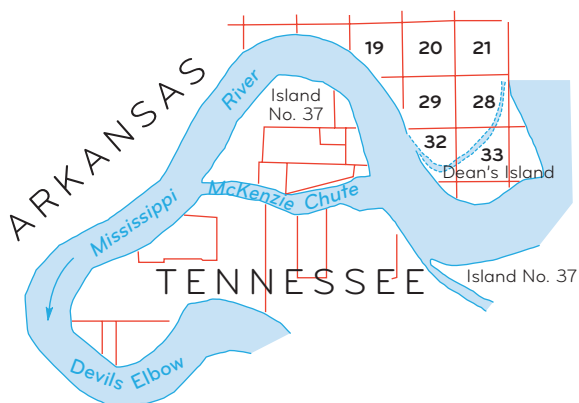 19 20 21
29 28
32 33
ARKANSAS
River
Island
No. 37
Dean's Island
Mississippi
McKenzie Chute
TENNESSEE
Island No. 37
Devils Elbow